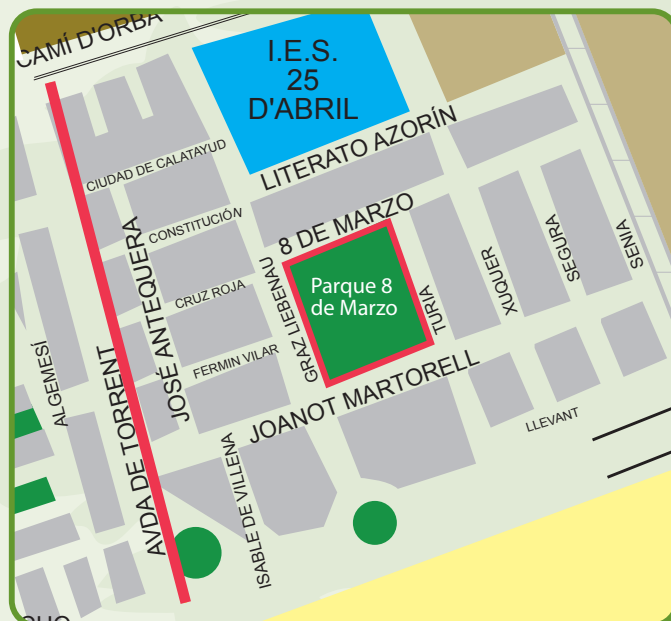 CAMÍ D'ORBA
I.E.S.
25
D'ABRIL
LITERATO AZORÍN
CIUDAD DE CALATAYUD
CONSTITUCIÓN
8 DE MARZO
CRUZ ROJA
GRAZ LIEBENAU
Parque 8
de Marzo
TURIA
XUQUER
SEGURA
SENIA
JOSÉ ANTEQUERA
FERMIN VILAR
ALGEMESÍ
AVDA DE TORRENT
JOANOT MARTORELL
LLEVANT
ISABLE DE VILLENA